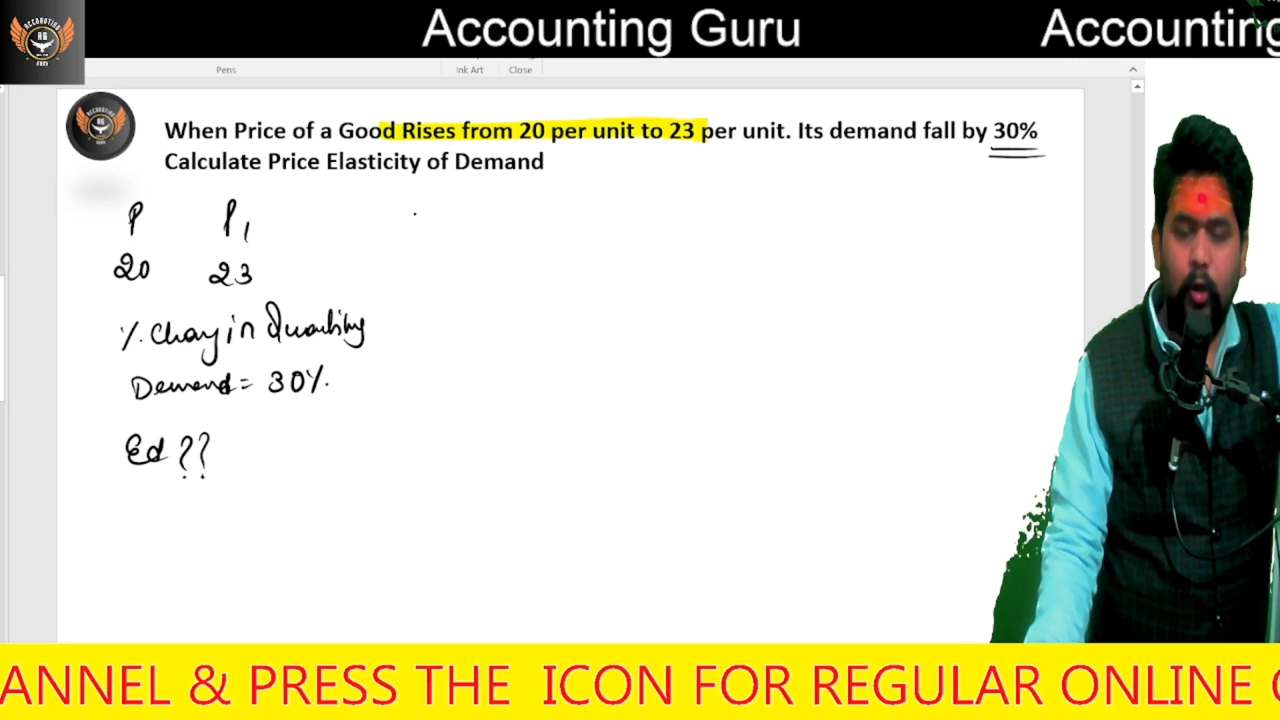 Accounting Guru
Accounting
Pens
Ink Art
Close
When Price of a Good Rises from 20 per unit to 23 per unit. Its demand fall by 30%
Calculate Price Elasticity of Demand
P P1
20 23
% Chang in Quantity
Demand = 30%.
Ed ??
ANNEL & PRESS THE ICON FOR REGULAR ONLINE